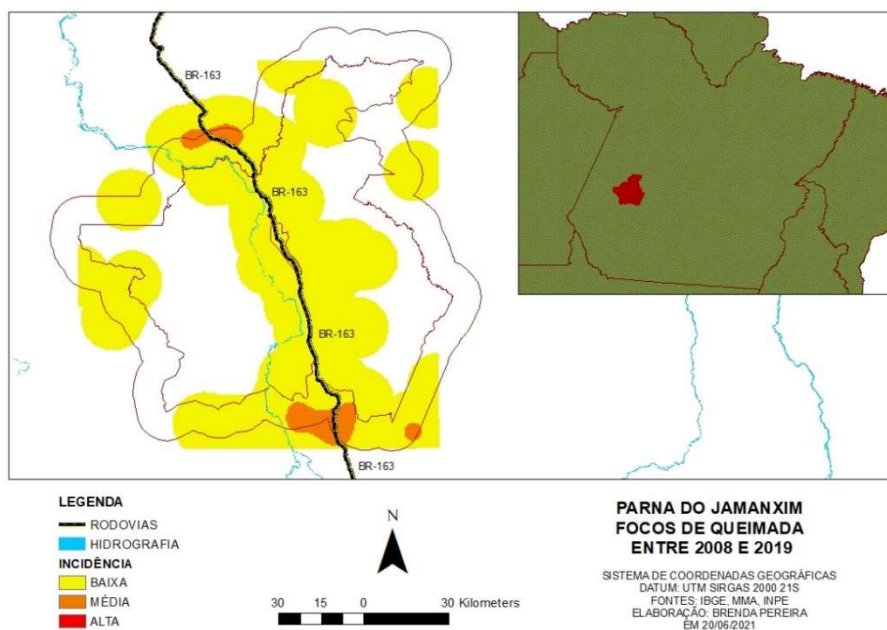 BR-163
BR-163
BR-163
BR-163
LEGENDA
RODOVIAS
HIDROGRAFIA
INCIDÊNCIA
BAIXA
MÉDIA
ALTA
N
30 15 0 30 Kilometers
PARNA DO JAMANXIM
FOCOS DE QUEIMADA
ENTRE 2008 E 2019
SISTEMA DE COORDENADAS GEOGRÁFICAS
DATUM: UTM SIRGAS 2000 21S
FONTES: IBGE, MMA, INPE
ELABORAÇÃO: BRENDA PEREIRA
EM 20/06/2021